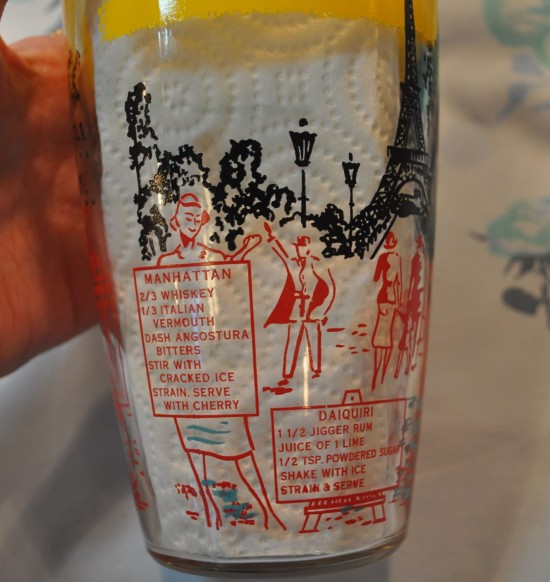 MANHATTAN
2/3 WHISKEY
1/3 ITALIAN
VERMOUTH
DASH ANGOSTURA
BITTERS
STIR WITH
CRACKED ICE
STRAIN, SERVE
WITH CHERRY
DAIQUIRI
1 1/2 JIGGER RUM
JUICE OF 1 LIME
1/2 TSP. POWDERED SUGAR
SHAKE WITH ICE
STRAIN & SERVE